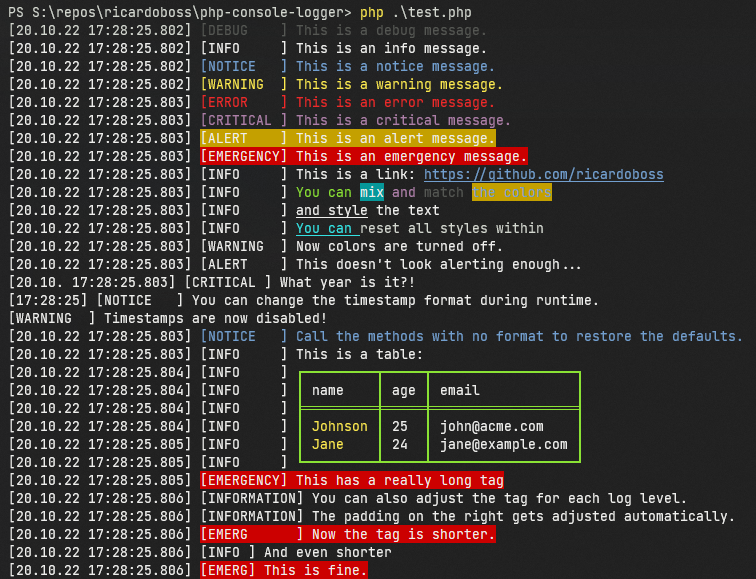 PS S:\repos\ricardoboss\php-console-logger> php .\test.php
[20.10.22 17:28:25.802] [DEBUG    ] This is a debug message.
[20.10.22 17:28:25.802] [INFO     ] This is an info message.
[20.10.22 17:28:25.802] [NOTICE   ] This is a notice message.
[20.10.22 17:28:25.802] [WARNING  ] This is a warning message.
[20.10.22 17:28:25.803] [ERROR    ] This is an error message.
[20.10.22 17:28:25.803] [CRITICAL ] This is a critical message.
[20.10.22 17:28:25.803] [ALERT    ] This is an alert message.
[20.10.22 17:28:25.803] [EMERGENCY] This is an emergency message.
[20.10.22 17:28:25.803] [INFO     ] This is a link: https://github.com/ricardoboss
[20.10.22 17:28:25.803] [INFO     ] You can mix and match the colors
[20.10.22 17:28:25.803] [INFO     ] and style the text
[20.10.22 17:28:25.803] [INFO     ] You can reset all styles within
[20.10.22 17:28:25.803] [WARNING  ] Now colors are turned off.
[20.10.22 17:28:25.803] [ALERT    ] This doesn't look alerting enough...
[20.10. 17:28:25.803] [CRITICAL ] What year is it?!
[17:28:25] [NOTICE   ] You can change the timestamp format during runtime.
[WARNING  ] Timestamps are now disabled!
[20.10.22 17:28:25.803] [NOTICE   ] Call the methods with no format to restore the defaults.
[20.10.22 17:28:25.803] [INFO     ] This is a table:
[20.10.22 17:28:25.804] [INFO     ]
[20.10.22 17:28:25.804] [INFO     ] name age email
[20.10.22 17:28:25.804] [INFO     ]
[20.10.22 17:28:25.804] [INFO     ] Johnson 25 john@acme.com
[20.10.22 17:28:25.805] [INFO     ] Jane 24 jane@example.com
[20.10.22 17:28:25.805] [INFO     ]
[20.10.22 17:28:25.805] [EMERGENCY] This has a really long tag
[20.10.22 17:28:25.806] [INFORMATION] You can also adjust the tag for each log level.
[20.10.22 17:28:25.806] [INFORMATION] The padding on the right gets adjusted automatically.
[20.10.22 17:28:25.806] [EMERG      ] Now the tag is shorter.
[20.10.22 17:28:25.806] [INFO ] And even shorter
[20.10.22 17:28:25.806] [EMERG] This is fine.